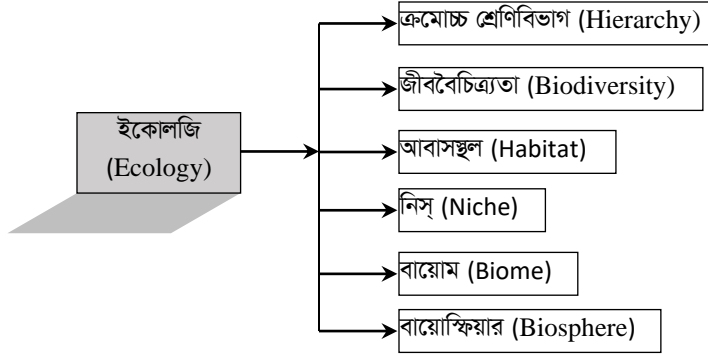 ইকোলজি
(Ecology)
ক্রমোচ্চ শ্রেণিবিভাগ (Hierarchy)
জীববৈচিত্র্যতা (Biodiversity)
আবাসস্থল (Habitat)
নিস্ (Niche)
বায়োম (Biome)
বায়োস্ফিয়ার (Biosphere)